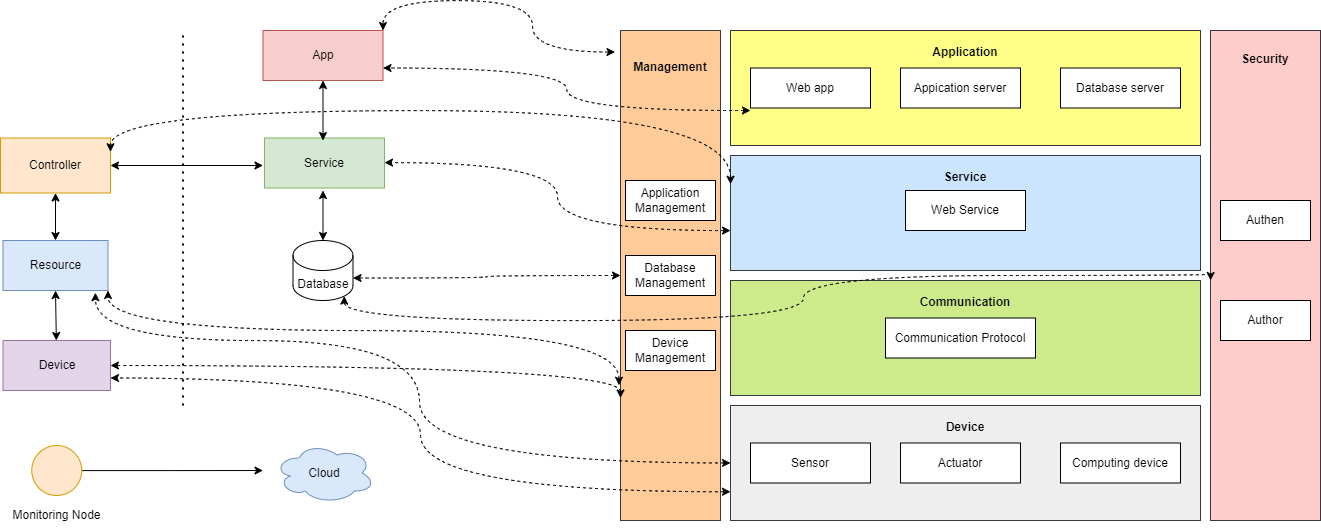 App
Controller
Service
Resource
Database
Device
Monitoring Node
Cloud
Management
Application
Management
Database
Management
Device
Management
Application
Web app
Appication server
Database server
Service
Web Service
Communication
Communication Protocol
Device
Sensor
Actuator
Computing device
Security
Authen
Author